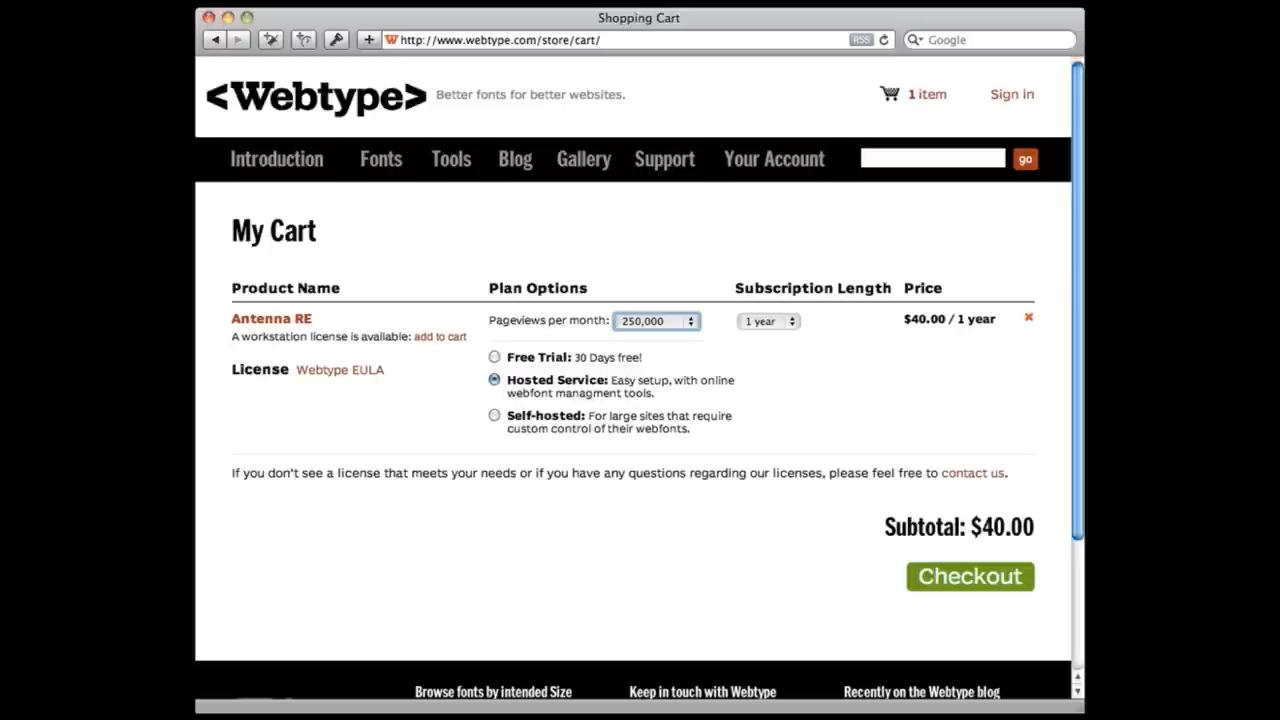 Shopping Cart
http://www.webtype.com/store/cart/
RSS
Google
<Webtype>
Better fonts for better websites.
1 item
Sign in
Introduction
Fonts
Tools
Blog
Gallery
Support
Your Account
go
My Cart
Product Name
Plan Options
Subscription Length
Price
Antenna RE
A workstation license is available: add to cart
License Webtype EULA
Pageviews per month: 250,000
Free Trial: 30 Days free!
Hosted Service: Easy setup, with online
webfont managment tools.
Self-hosted: For large sites that require
custom control of their webfonts.
1 year
$40.00 / 1 year
If you don't see a license that meets your needs or if you have any questions regarding our licenses, please feel free to contact us.
Subtotal: $40.00
Checkout
Browse fonts by intended Size
Keep in touch with Webtype
Recently on the Webtype blog